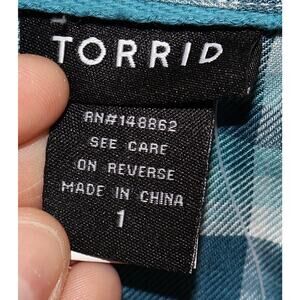 TORRID
RN#148862
SEE CARE
ON REVERSE
MADE IN CHINA
1